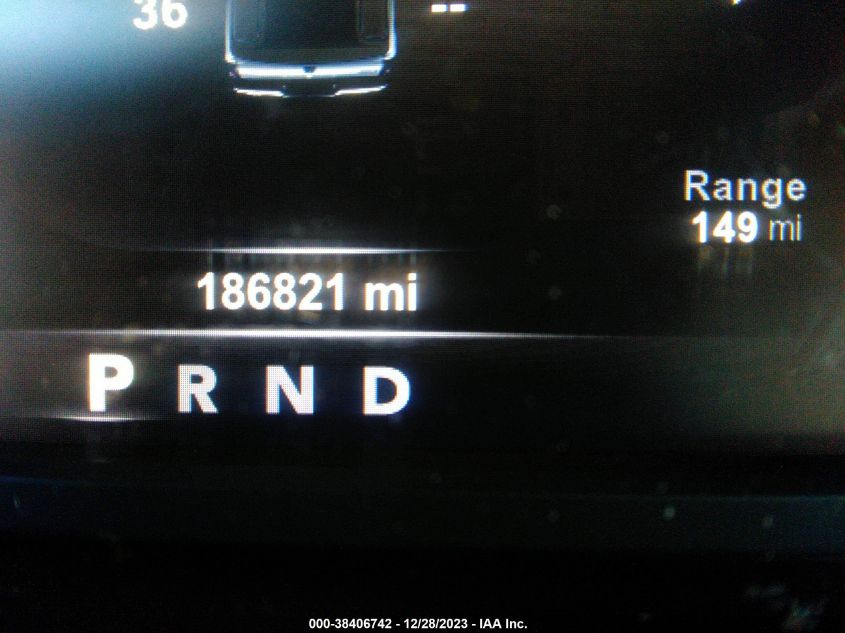 36 --
Range
149 mi
186821 mi
P R N D
000-38406742 - 12/28/2023 - IAA Inc.